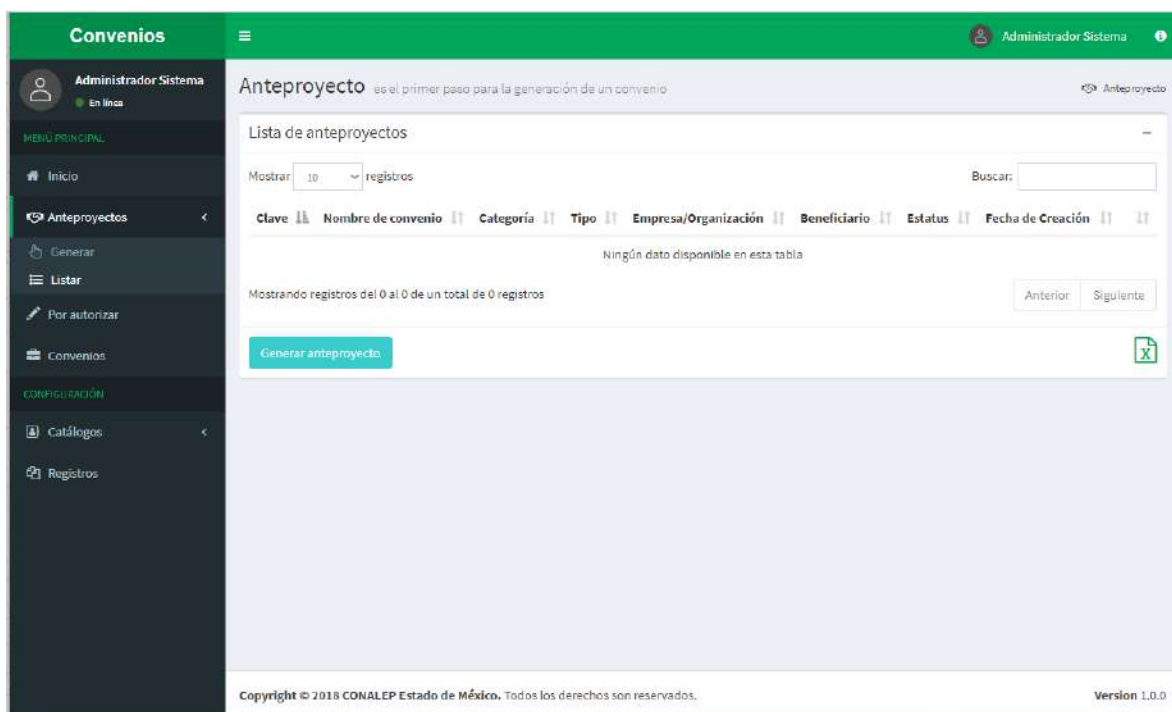 Convenios
Administrador Sistema
Administrador Sistema
En línea
MENÚ PRINCIPAL
Inicio
Anteproyectos
Generar
Listar
Por autorizar
Convenios
CONFIGURACIÓN
Catálogos
Registros
Anteproyecto es el primer paso para la generación de un convenio
Anteproyecto
Lista de anteproyectos
Mostrar 10 registros
Buscar:
Clave Nombre de convenio Categoría Tipo Empresa/Organización Beneficiario Estatus Fecha de Creación
Ningún dato disponible en esta tabla
Mostrando registros del 0 al 0 de un total de 0 registros
Anterior Siguiente
Generar anteproyecto
Copyright © 2018 CONALEP Estado de México. Todos los derechos son reservados.
Version 1.0.0